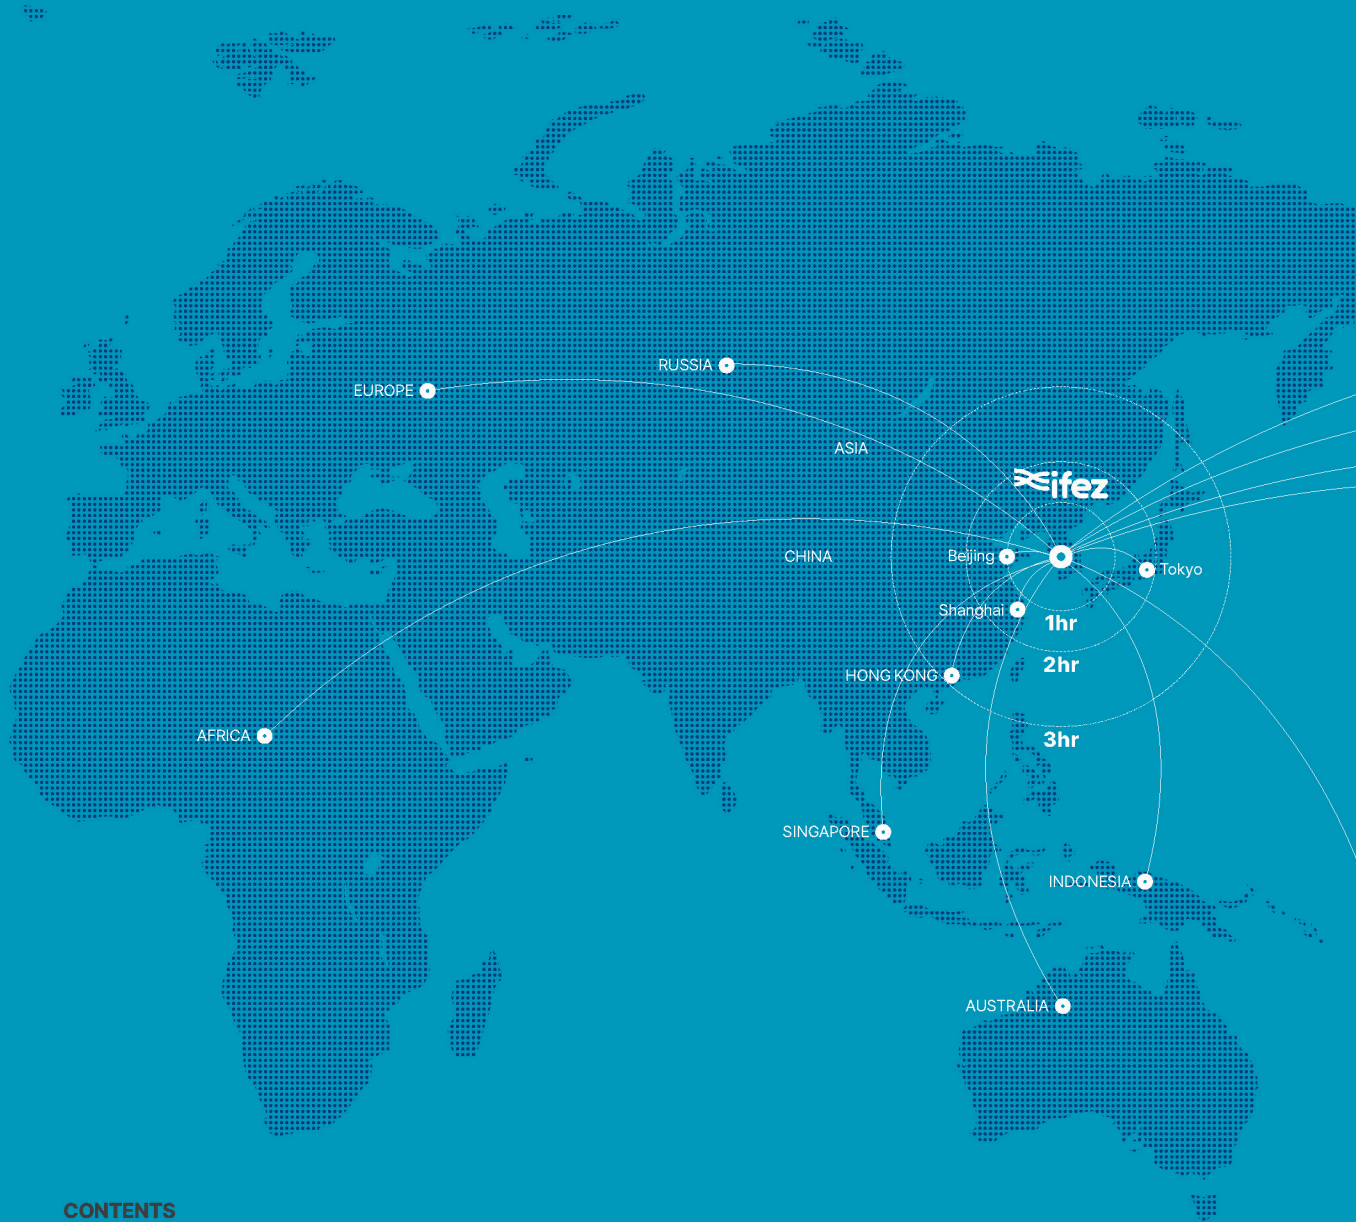 RUSSIA
EUROPE
ASIA
ifez
CHINA
Beijing
Tokyo
Shanghai
1hr
2hr
HONG KONG
AFRICA
3hr
SINGAPORE
INDONESIA
AUSTRALIA
CONTENTS